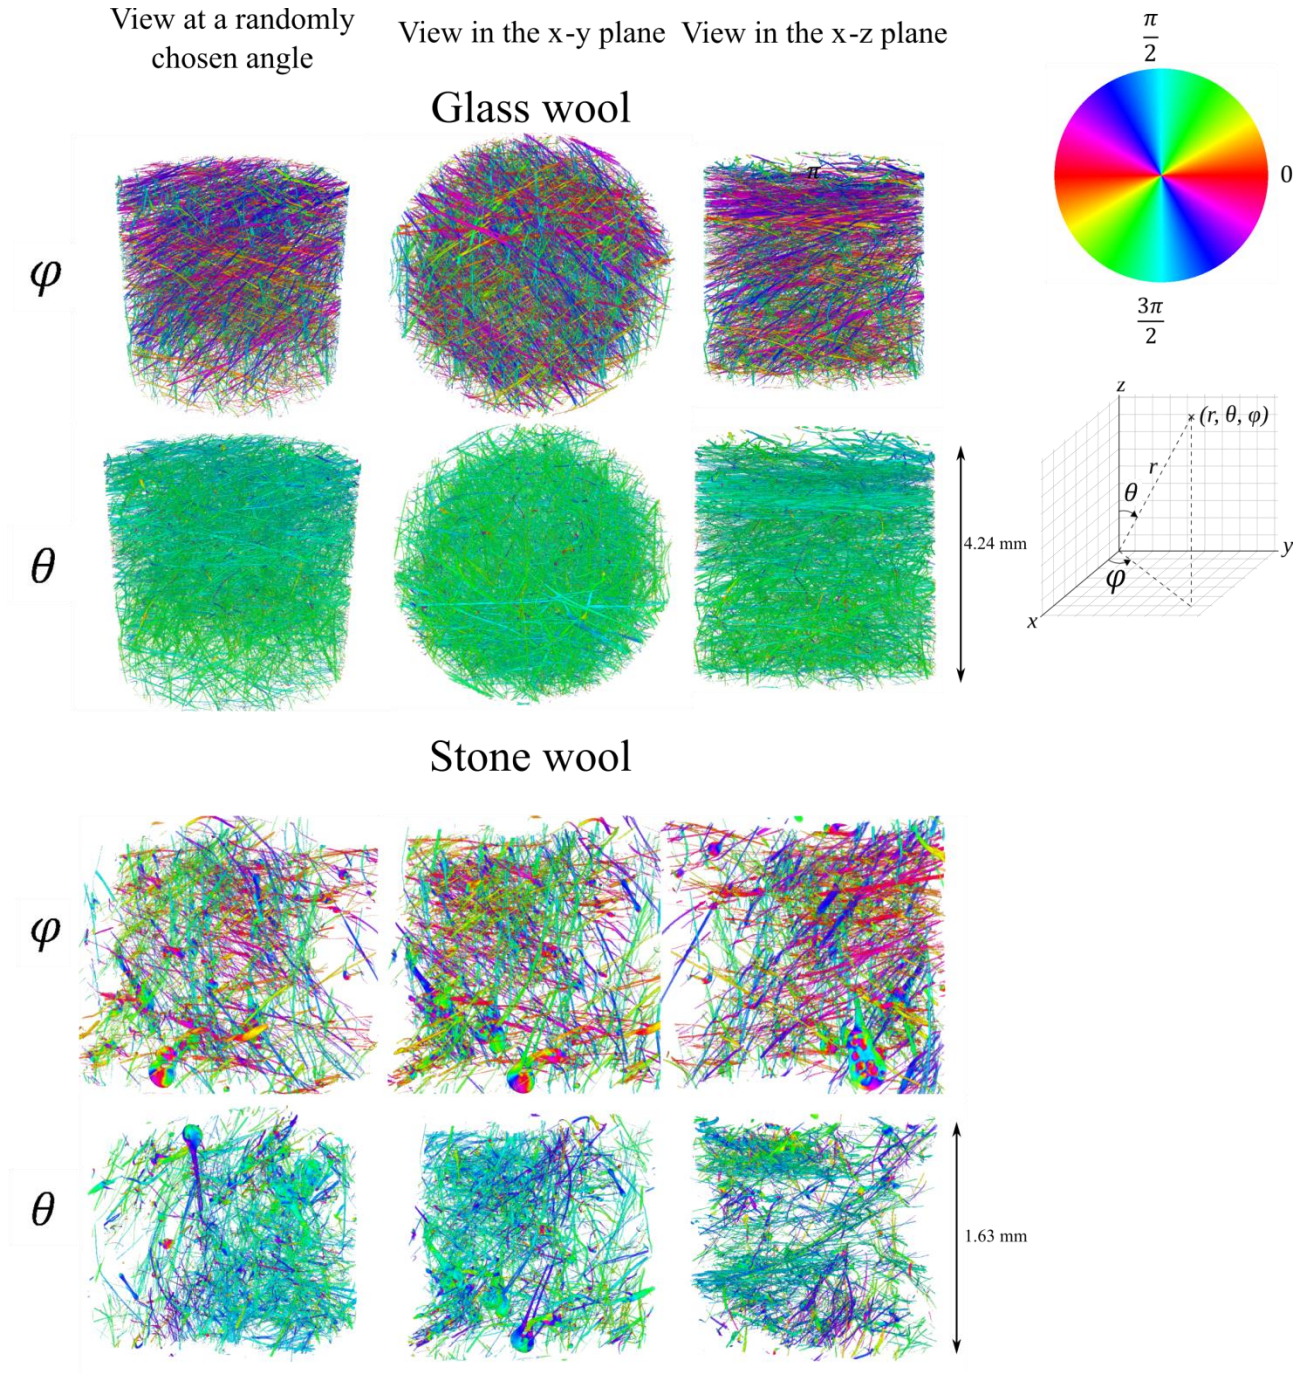 View at a randomly
chosen angle
View in the x-y plane
View in the x-z plane
π
2
Glass wool
π
0
φ
3π
2
z
(r, θ, φ)
r
θ
4.24 mm
y
θ
φ
x
Stone wool
φ
θ
1.63 mm